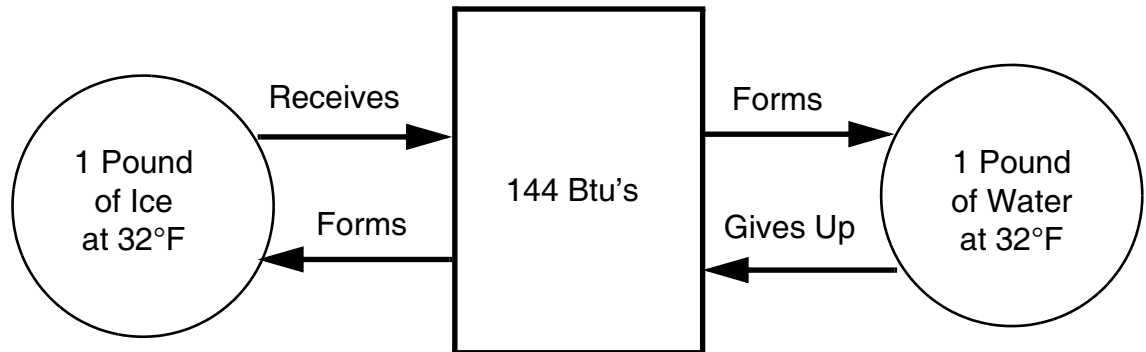 Receives
Forms
1 Pound
of Ice
at 32°F
144 Btu's
1 Pound
of Water
at 32°F
Forms
Gives Up